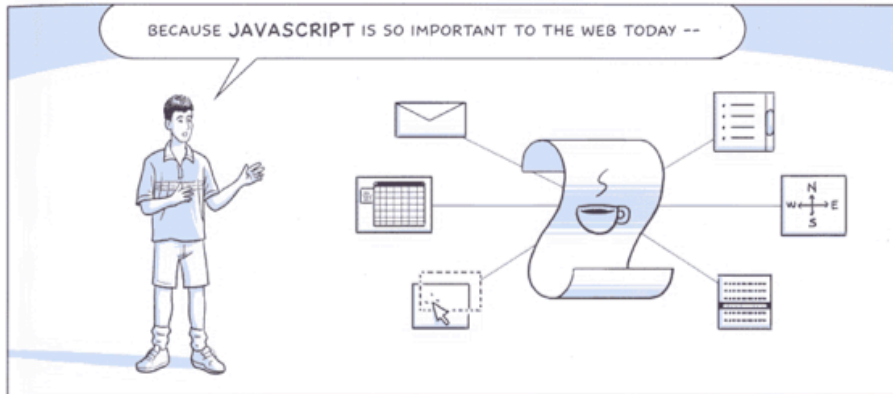 BECAUSE JAVASCRIPT IS SO IMPORTANT TO THE WEB TODAY --
N
W E
S